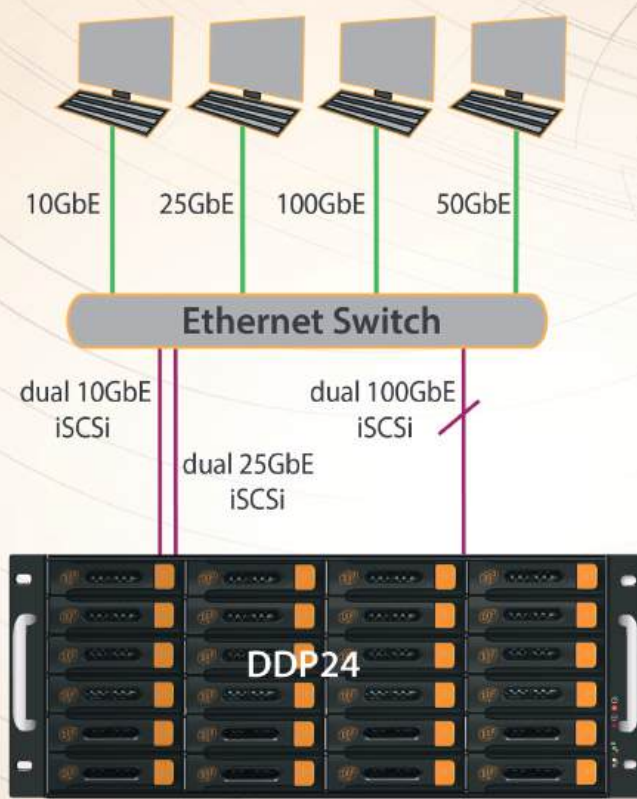 10GbE
25GbE
100GbE
50GbE
Ethernet Switch
dual 10GbE
iSCSi
dual 100GbE
iSCSi
dual 25GbE
iSCSi
DDP24